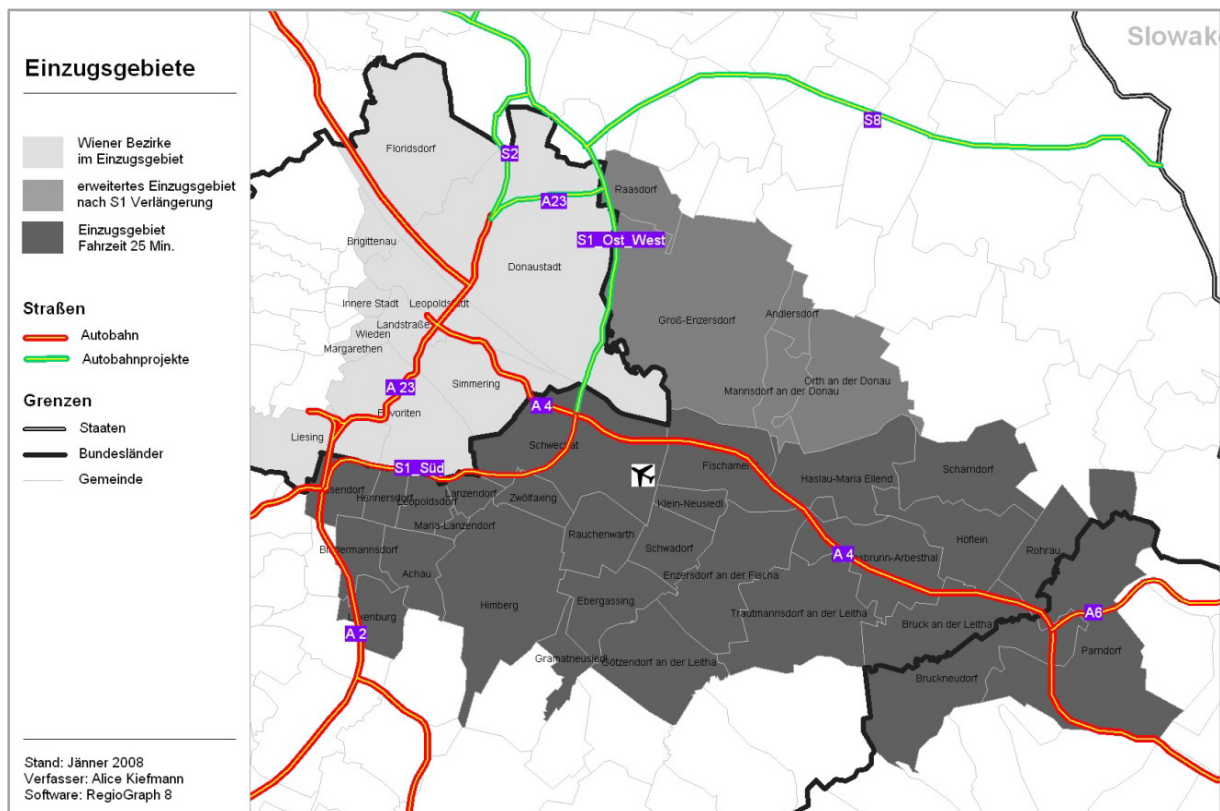 Einzugsgebiete
Wiener Bezirke
im Einzugsgebiet
erweitertes Einzugsgebiet
nach S1 Verlängerung
Einzugsgebiet
Fahrzeit 25 Min.
Straßen
Autobahn
Autobahnprojekte
Grenzen
Staaten
Bundesländer
Gemeinde
Stand: Jänner 2008
Verfasser: Alice Kiefmann
Software: RegioGraph 8
Slowake
S8
Floridsdorf
S2
Raasdorf
A23
Brigittenau
S1_Ost_West
Donaustadt
Innere Stadt
Leopoldstadt
Landstraße
Wieden
Margarethen
Groß-Enzersdorf
Andlersdorf
Simmering
A 23
A 4
Mannsdorf an der Donau
Orth an der Donau
Favoriten
Liesing
Schwechat
S1_Süd
Fischamend
Haslau-Maria Ellend
Scharndorf
Hennersdorf
Leopoldsdorf
Lanzendorf
Zwölfaxing
Klein-Neusiedl
Maria-Lanzendorf
Rauchenwarth
Schwadorf
Höflein
Rohrau
A 4
sbrunn-Arbesthal
Biedermannsdorf
Achau
Enzersdorf an der Fischa
Himberg
Ebergassing
Trautmannsdorf an der Leitha
Bruck an der Leitha
A6
A 2
Parndorf
Gramatneusiedl
Götzendorf an der Leitha
Bruckneudorf